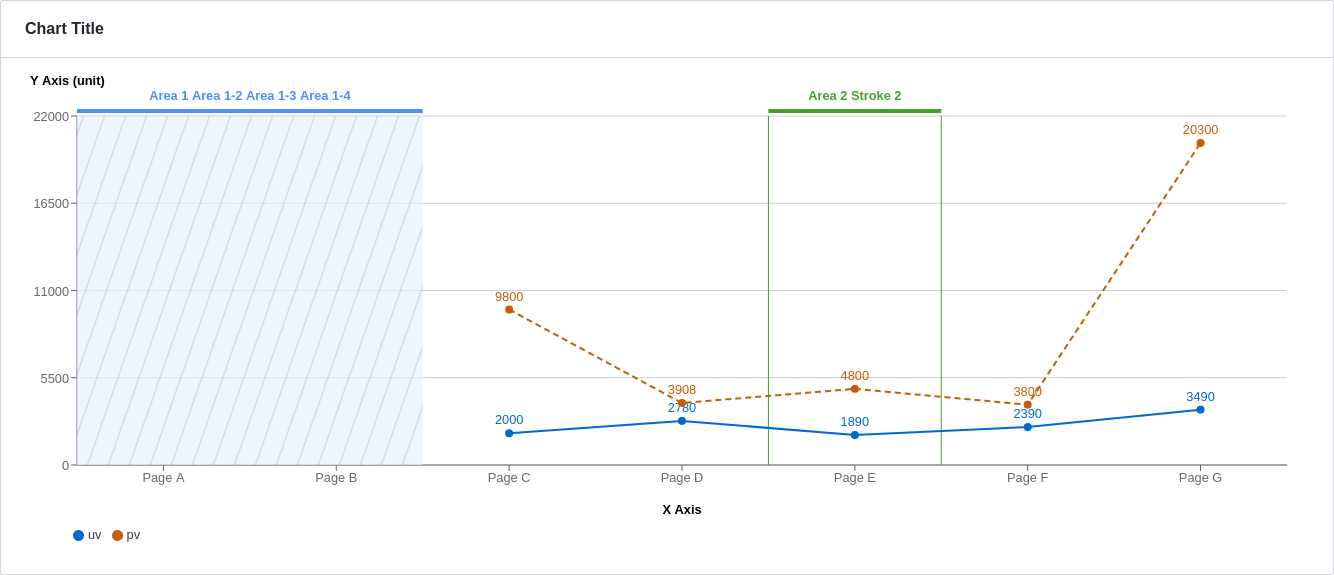 Chart Title
Y Axis (unit)
Area 1 Area 1-2 Area 1-3 Area 1-4
Area 2 Stroke 2
22000
20300
16500
11000
9800
5500
4800
3908
3800
3490
2780
2000
1890
2390
0
Page A Page B Page C Page D Page E Page F Page G
X Axis
uv pv